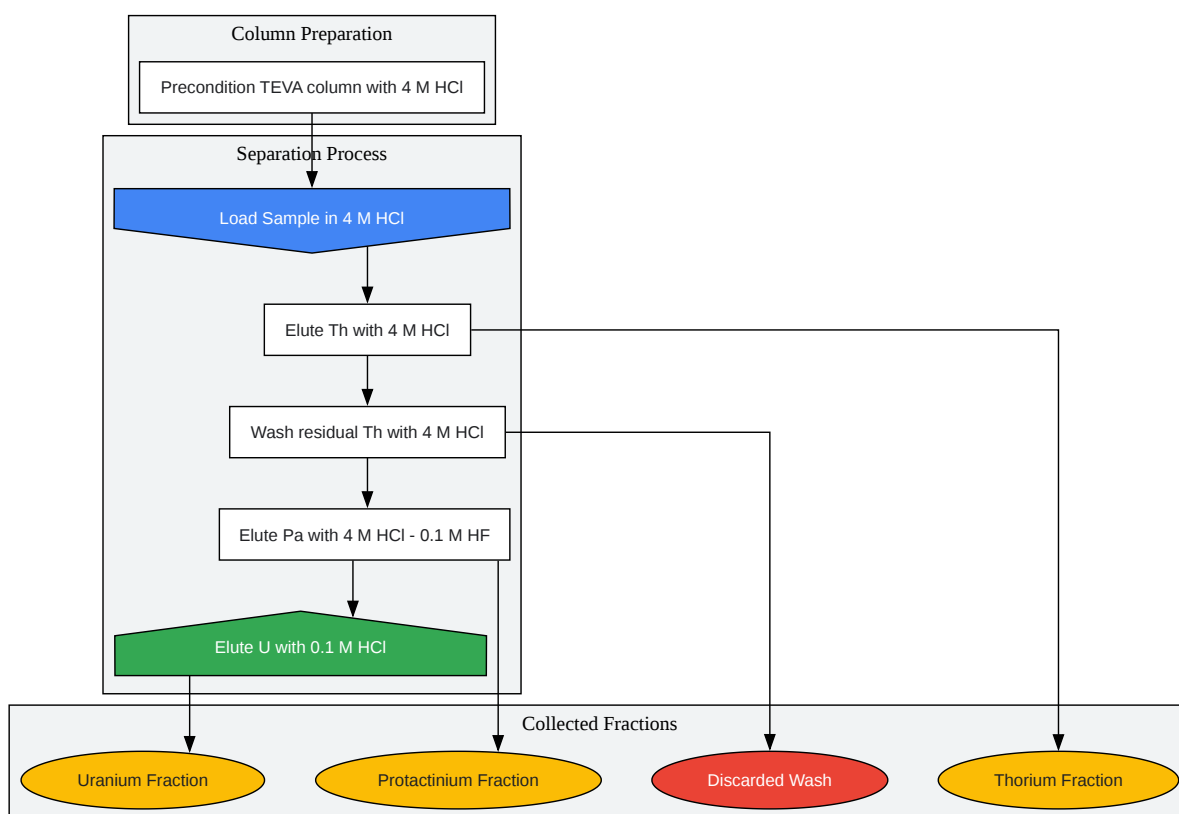 Column Preparation
Precondition TEVA column with 4 M HCl
Separation Process
Load Sample in 4 M HCl
Elute Th with 4 M HCl
Wash residual Th with 4 M HCl
Elute Pa with 4 M HCl - 0.1 M HF
Elute U with 0.1 M HCl
Collected Fractions
Uranium Fraction
Protactinium Fraction
Discarded Wash
Thorium Fraction